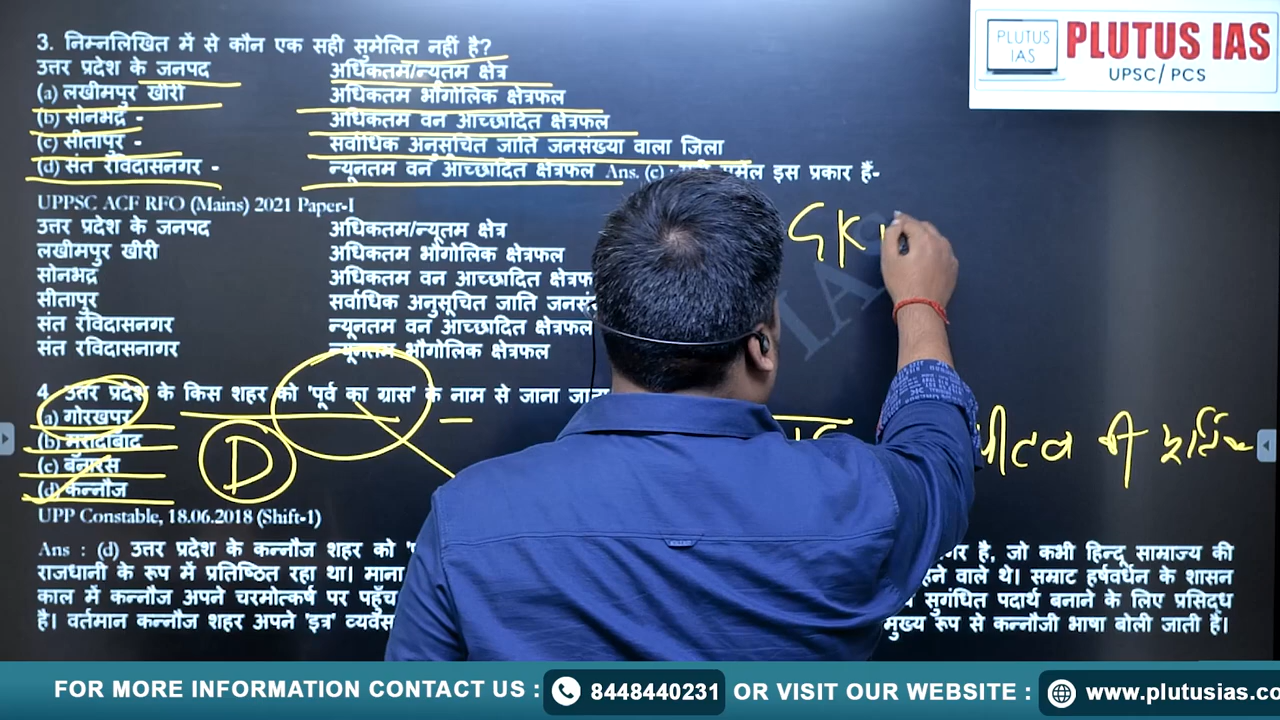 3. निम्नलिखित में से कौन एक सही सुमेलित नहीं है?
उत्तर प्रदेश के जनपद अधिकतम/न्यूतम क्षेत्र
(a) लखीमपुर खीरी अधिकतम भौगोलिक क्षेत्रफल
(b) सोनभद्र - अधिकतम वन आच्छादित क्षेत्रफल
(c) सीतापुर - सर्वाधिक अनुसूचित जाति जनसंख्या वाला जिला
(d) संत रविदासनगर - न्यूनतम वन आच्छादित क्षेत्रफल Ans. (c) : सुमेल इस प्रकार हैं-
UPPSC ACF RFO (Mains) 2021 Paper-I
उत्तर प्रदेश के जनपद अधिकतम/न्यूतम क्षेत्र
लखीमपुर खीरी अधिकतम भौगोलिक क्षेत्रफल
सोनभद्र अधिकतम वन आच्छादित
सीतापुर सर्वाधिक अनुसूचित जाति
संत रविदासनगर न्यूनतम वन आच्छादित क्षेत्रफल
संत रविदासनागर न्यूनतम भौगोलिक क्षेत्रफल
GK
4. उत्तर प्रदेश के किस शहर को 'पूर्व का ग्रास' के नाम से जाना
(a) गोरखपुर
(b) मुरादाबाद
(c) बनारस
(d) कन्नौज
D
UPP Constable, 18.06.2018 (Shift-1)
Ans : (d) उत्तर प्रदेश के कन्नौज शहर को है, जो कभी हिन्दू साम्राज्य की
राजधानी के रूप में प्रतिष्ठित रहा था। माना वाले थे। सम्राट हर्षवर्धन के शासन
काल में कन्नौज अपने चरमोत्कर्ष पर पहुँच सुगंधित पदार्थ बनाने के लिए प्रसिद्ध
है। वर्तमान कन्नौज शहर अपने 'इत्र' मुख्य रूप से कन्नौजी भाषा बोली जाती है।
PLUTUS IAS
PLUTUS IAS
UPSC/ PCS
IAS
FOR MORE INFORMATION CONTACT US : 8448440231 OR VISIT OUR WEBSITE : www.plutusias.co